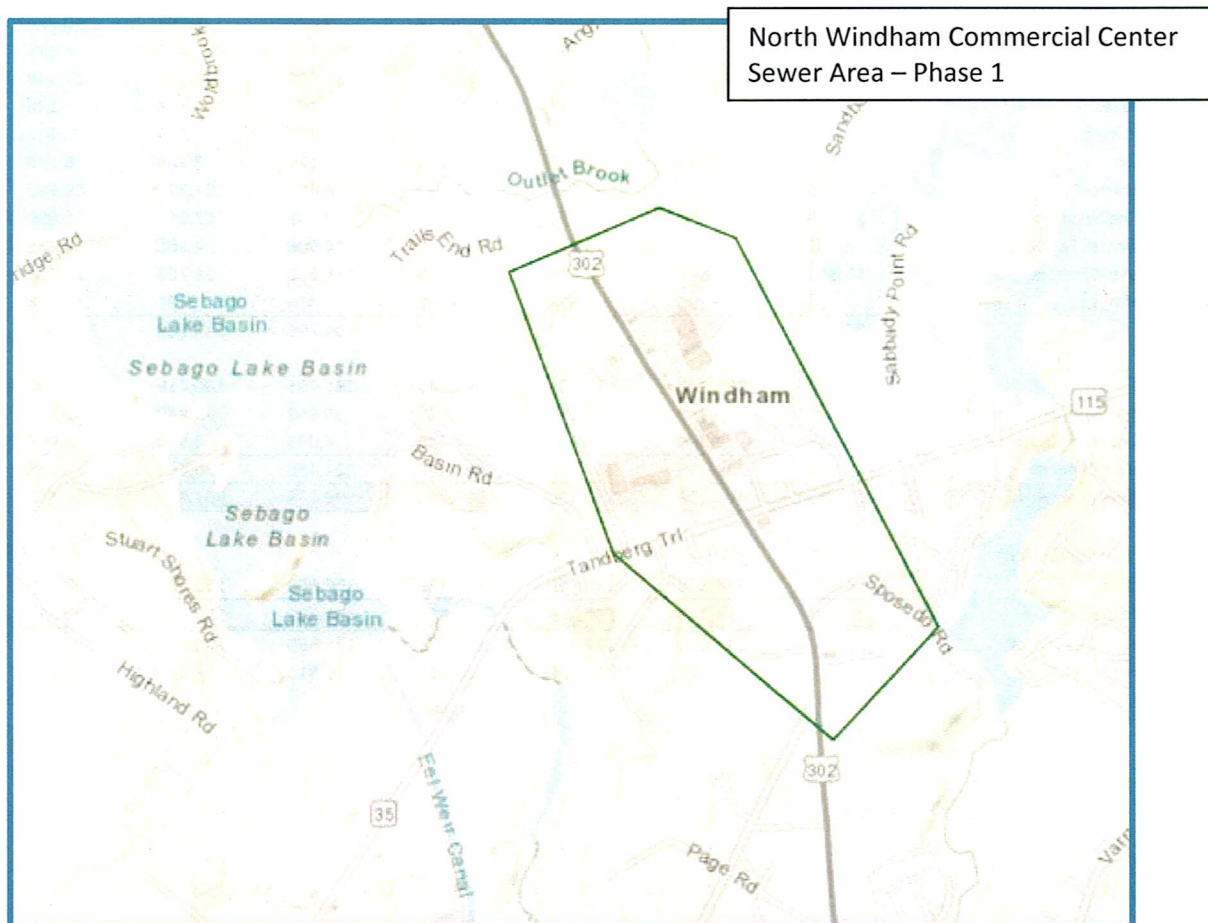 North Windham Commercial Center
Sewer Area – Phase 1
Outlet Brook
Trails End Rd
302
ridge Rd
Sabbady Point Rd
Sebago
Lake Basin
Sebago Lake Basin
Windham
115
Basin Rd
Sebago
Lake Basin
Stuart Shores Rd
Tandberg Trl
Sebago
Lake Basin
Sposedo Rd
Highland Rd
302
35
Eel Weir Canal
Page Rd